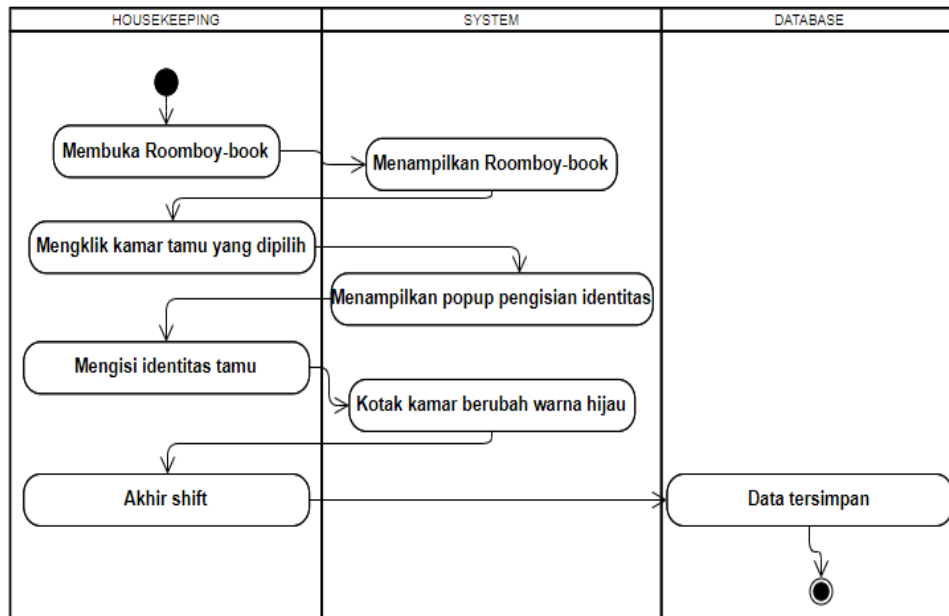 HOUSEKEEPING
SYSTEM
DATABASE
Membuka Roomboy-book
Menampilkan Roomboy-book
Mengklik kamar tamu yang dipilih
Menampilkan popup pengisian identitas
Mengisi identitas tamu
Kotak kamar berubah warna hijau
Akhir shift
Data tersimpan